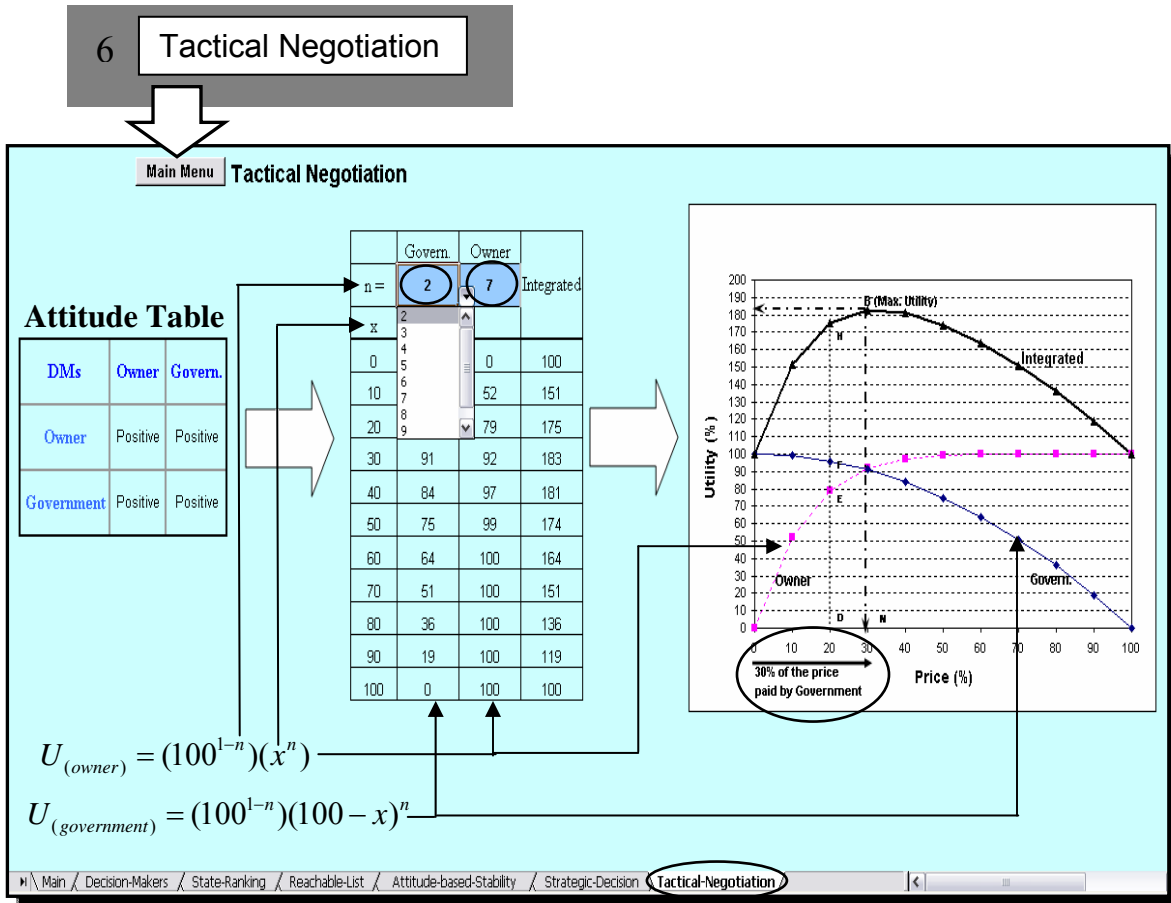 6 Tactical Negotiation
Main Menu Tactical Negotiation
Attitude Table
DMs Owner Govern.
Owner Positive Positive
Government Positive Positive
Govern. Owner
n = 2 7 Integrated
x
2
3
4
5
6
7
8
9
0 0 100
10 52 151
20 79 175
30 91 92 183
40 84 97 181
50 75 99 174
60 64 100 164
70 51 100 151
80 36 100 136
90 19 100 119
100 0 100 100
Utility (%)
200
190
180
170
160
150
140
130
120
110
100
90
80
70
60
50
40
30
20
10
0
B (Max. Utility)
H
Integrated
F
E
Owner
Govern.
D N
0 10 20 30 40 50 60 70 80 90 100
30% of the price
paid by Government
Price (%)
U(owner) = (100^{1−n})(x^n)
U(government) = (100^{1−n})(100 − x)^n
Main / Decision-Makers / State-Ranking / Reachable-List / Attitude-based-Stability / Strategic-Decision / Tactical-Negotiation